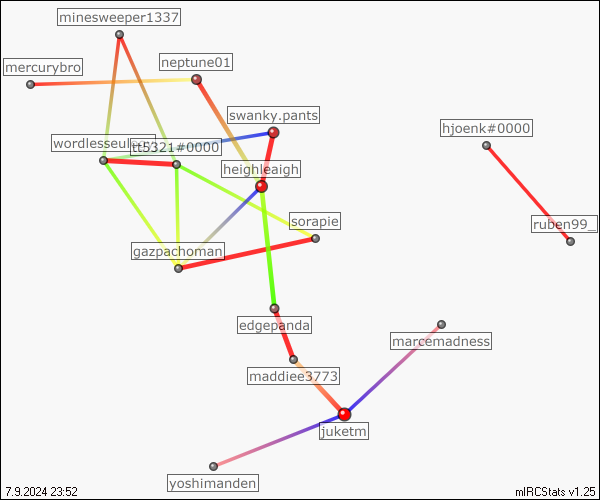 minesweeper1337
neptune01
mercurybro
swanky.pants
hjoenk#0000
tt5321#0000
heighleaigh
sorapie
ruben99_
gazpachoman
edgepanda
marcemadness
maddiee3773
juketm
yoshimanden
7.9.2024 23:52
mIRCStats v1.25